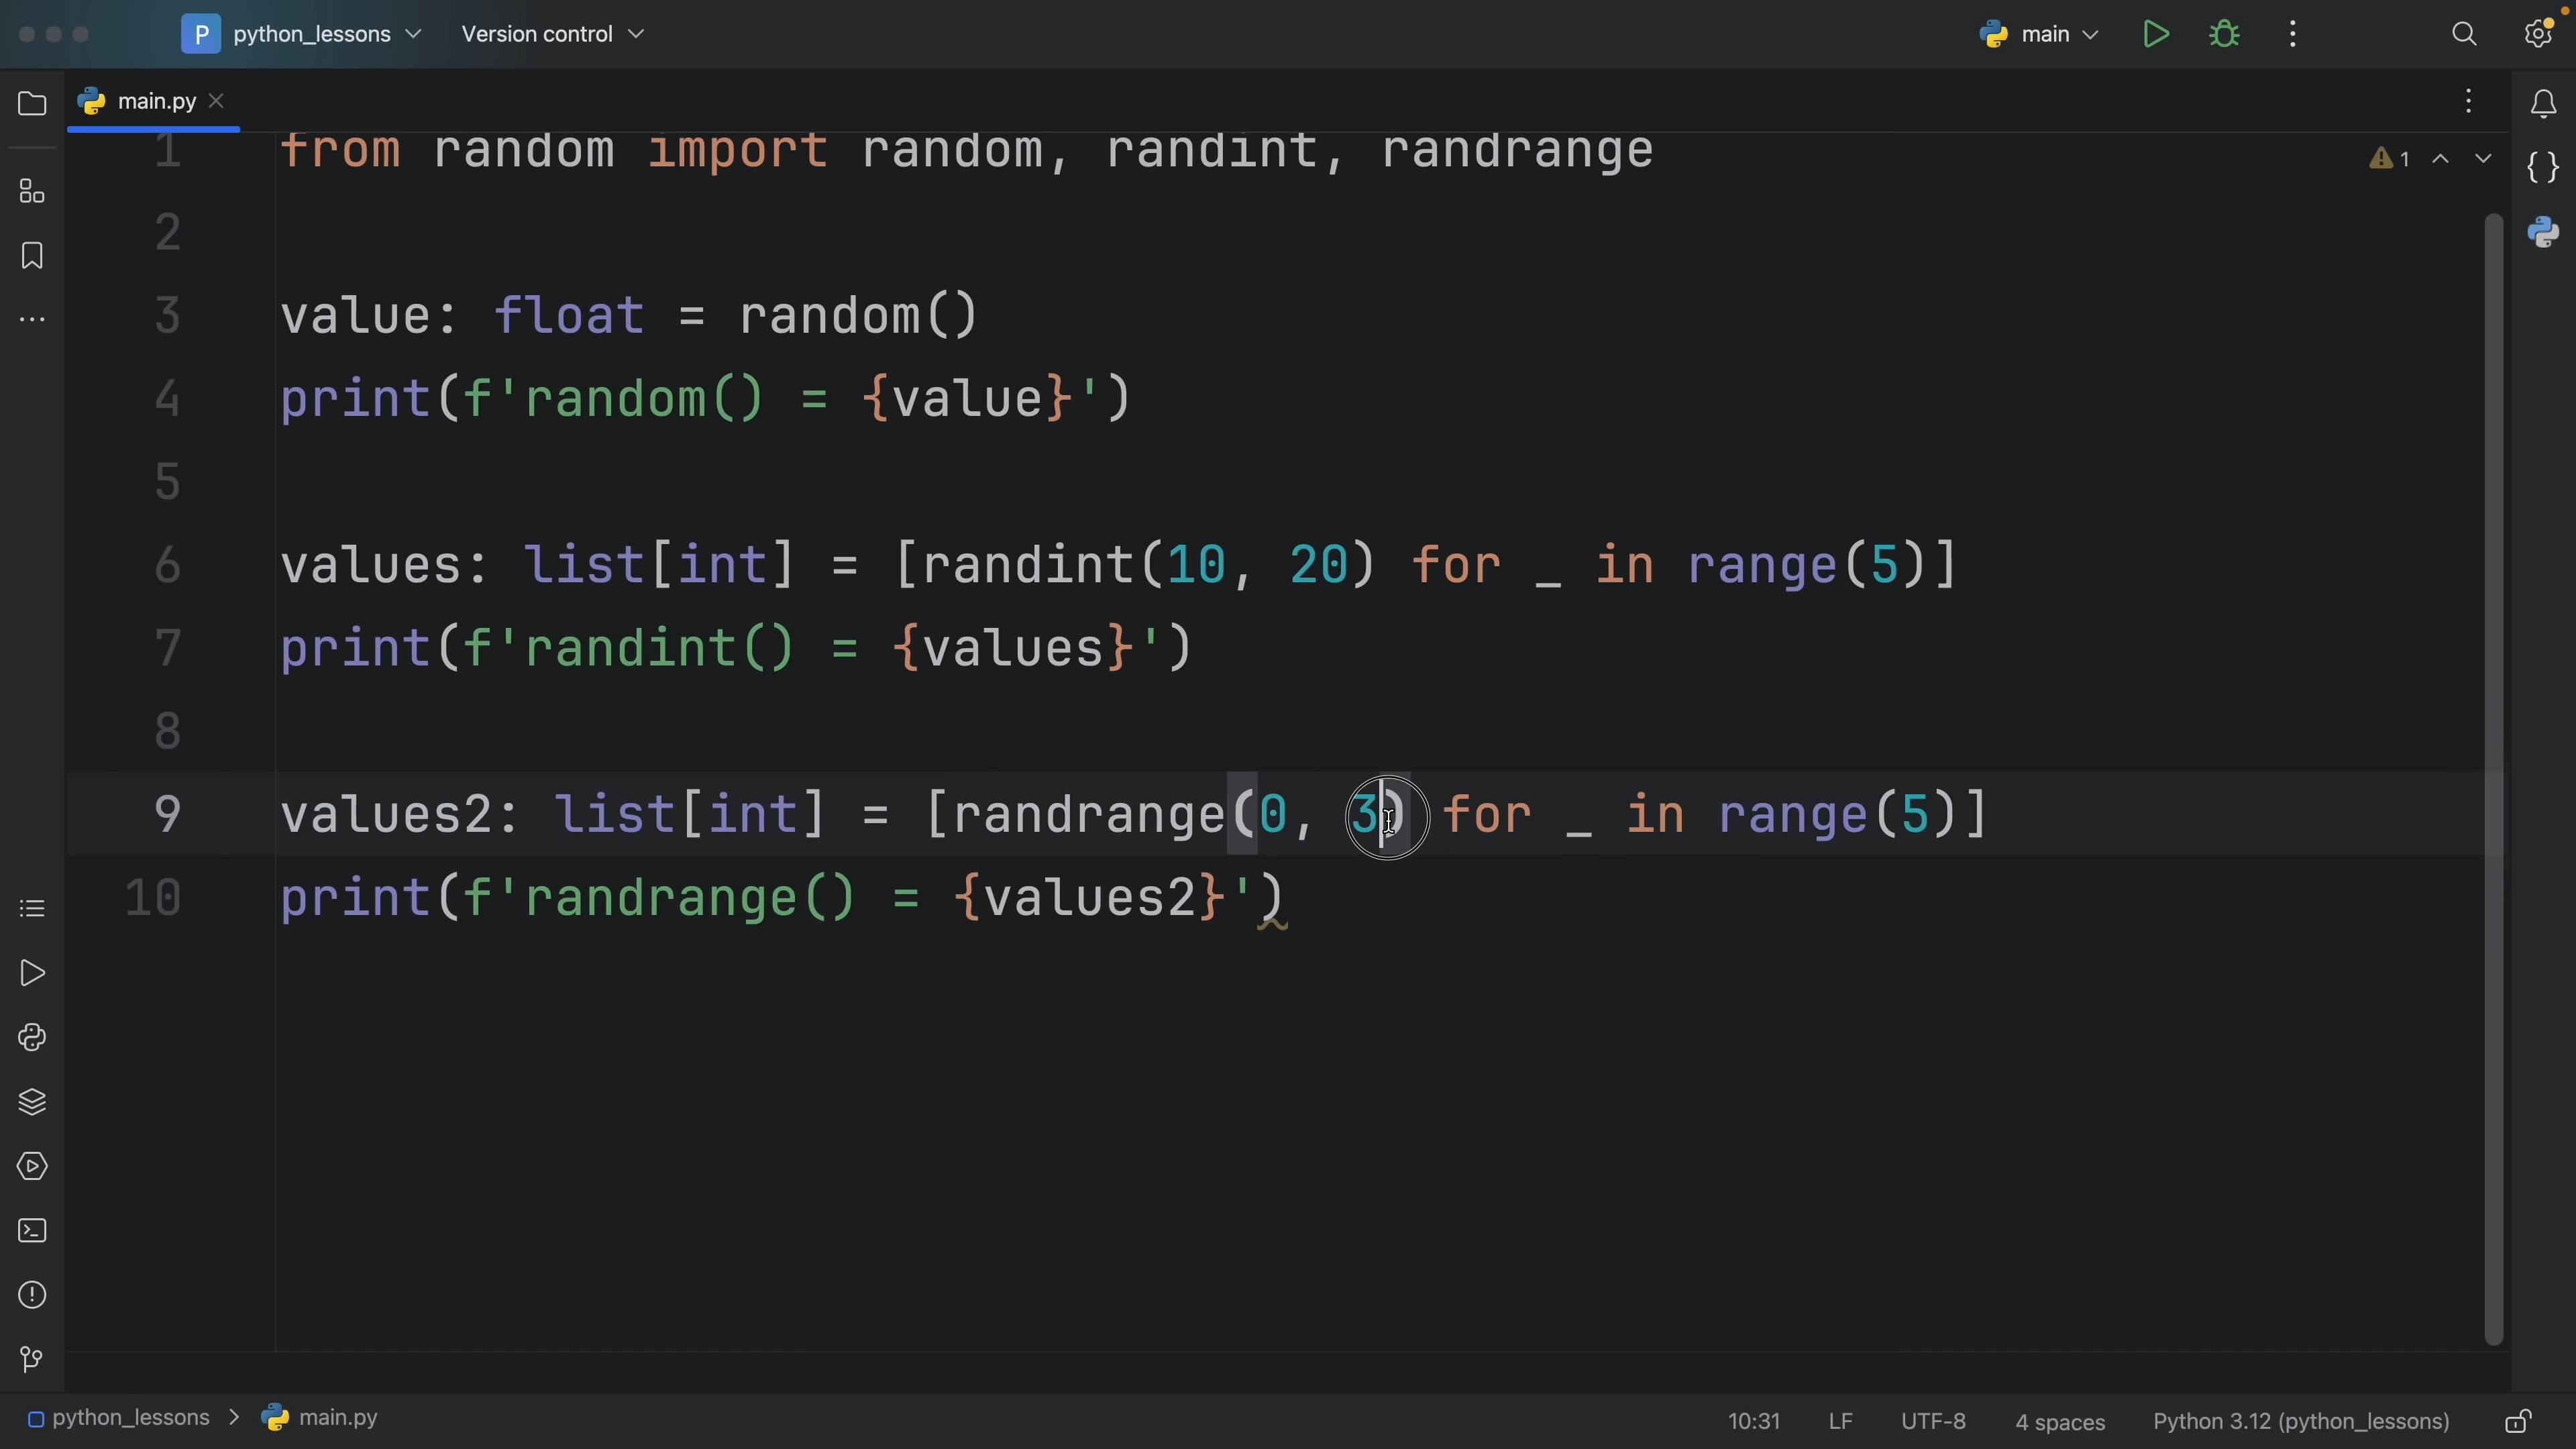 P python_lessons Version control main
main.py
1 from random import random, randint, randrange
1
2
3 value: float = random()
4 print(f'random() = {value}')
5
6 values: list[int] = [randint(10, 20) for _ in range(5)]
7 print(f'randint() = {values}')
8
9 values2: list[int] = [randrange(0, 3) for _ in range(5)]
10 print(f'randrange() = {values2}')
python_lessons > main.py 10:31 LF UTF-8 4 spaces Python 3.12 (python_lessons)